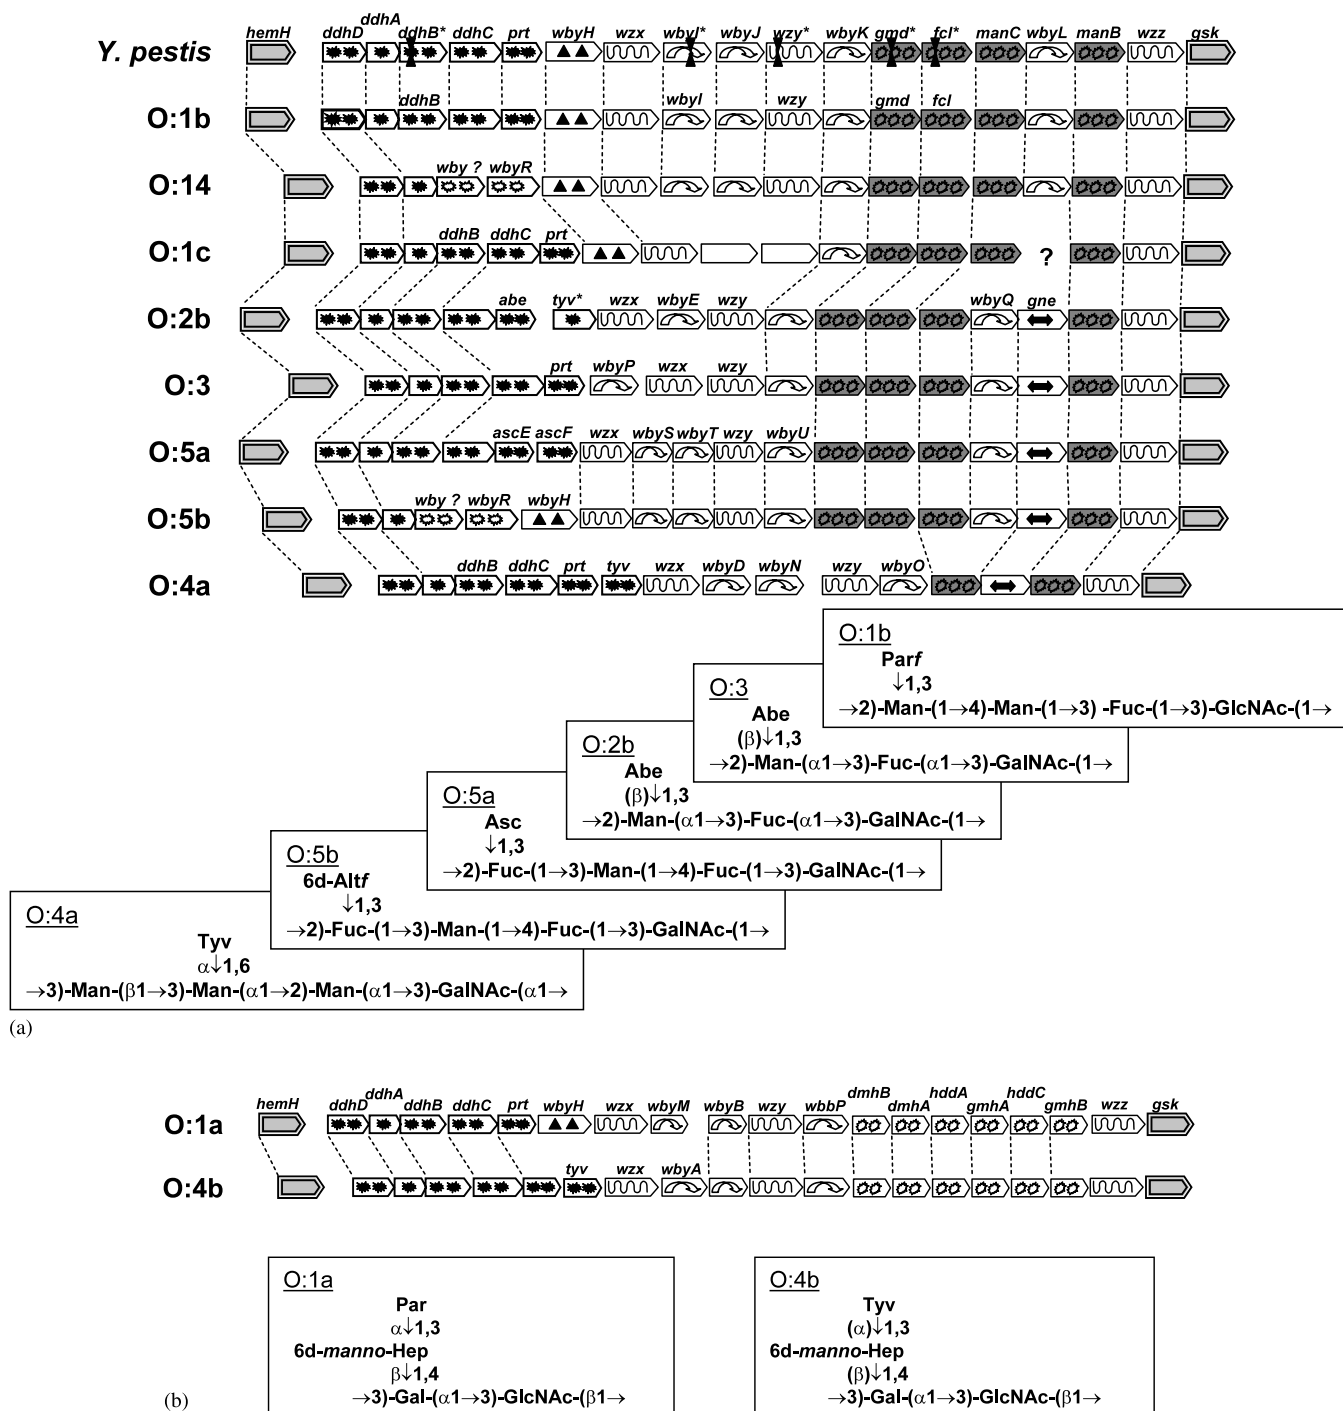 hemH ddhD ddhA ddhB* ddhC prt wbyH wzx wbyI* wbyJ wzy* wbyK gmd* fcl* manC wbyL manB wzz gsk
Y. pestis
ddhB wbyI wzy gmd fcl
O:1b
wby ? wbyR
O:14
ddhB ddhC prt
O:1c ?
abe tyv* wzx wbyE wzy wbyQ gne
O:2b
prt wbyP wzx wzy
O:3
ascE ascF wzx wbyS wbyT wzy wbyU
O:5a
wby ? wbyR wbyH
O:5b
ddhB ddhC prt tyv wzx wbyD wbyN wzy wbyO
O:4a
O:1b
Parf
↓1,3
→2)-Man-(1→4)-Man-(1→3) -Fuc-(1→3)-GlcNAc-(1→
O:3
Abe
(β)↓1,3
→2)-Man-(α1→3)-Fuc-(α1→3)-GalNAc-(1→
O:2b
Abe
(β)↓1,3
→2)-Man-(α1→3)-Fuc-(α1→3)-GalNAc-(1→
O:5a
Asc
↓1,3
→2)-Fuc-(1→3)-Man-(1→4)-Fuc-(1→3)-GalNAc-(1→
O:5b
6d-Altf
↓1,3
→2)-Fuc-(1→3)-Man-(1→4)-Fuc-(1→3)-GalNAc-(1→
O:4a
Tyv
α↓1,6
→3)-Man-(β1→3)-Man-(α1→2)-Man-(α1→3)-GalNAc-(α1→
(a)
hemH ddhD ddhA ddhB ddhC prt wbyH wzx wbyM wbyB wzy wbbP dmhB dmhA hddA gmhA hddC gmhB wzz gsk
O:1a
tyv wzx wbyA
O:4b
O:1a
Par
α↓1,3
6d-manno-Hep
β↓1,4
→3)-Gal-(α1→3)-GlcNAc-(β1→
O:4b
Tyv
(α)↓1,3
6d-manno-Hep
(β)↓1,4
→3)-Gal-(α1→3)-GlcNAc-(β1→
(b)